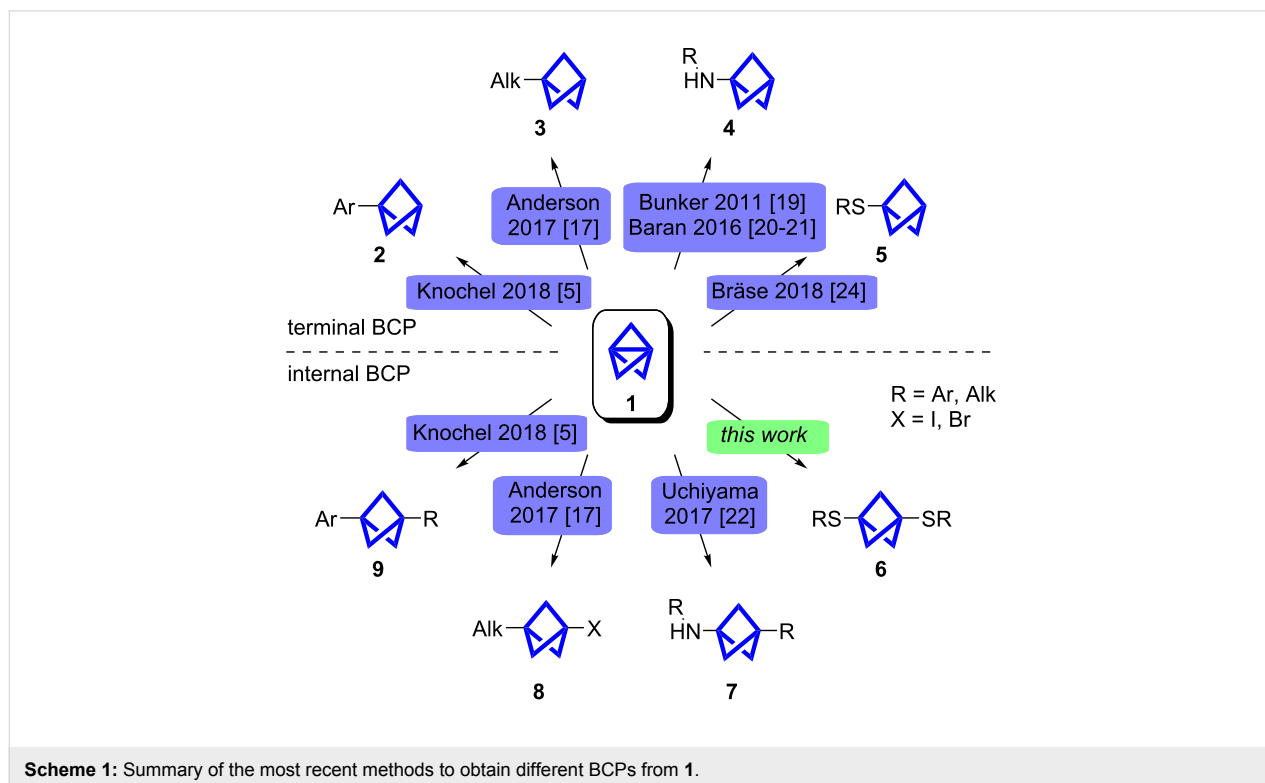 R
Alk
HN
3
4
Anderson
2017 [17]
Bunker 2011 [19]
Baran 2016 [20-21]
Ar
RS
2
5
Knochel 2018 [5]
Bräse 2018 [24]
terminal BCP
internal BCP
1
R = Ar, Alk
X = I, Br
Knochel 2018 [5]
this work
Anderson
2017 [17]
Uchiyama
2017 [22]
Ar
R
RS
SR
9
6
R
Alk
X
HN
R
8
7
Scheme 1: Summary of the most recent methods to obtain different BCPs from 1.